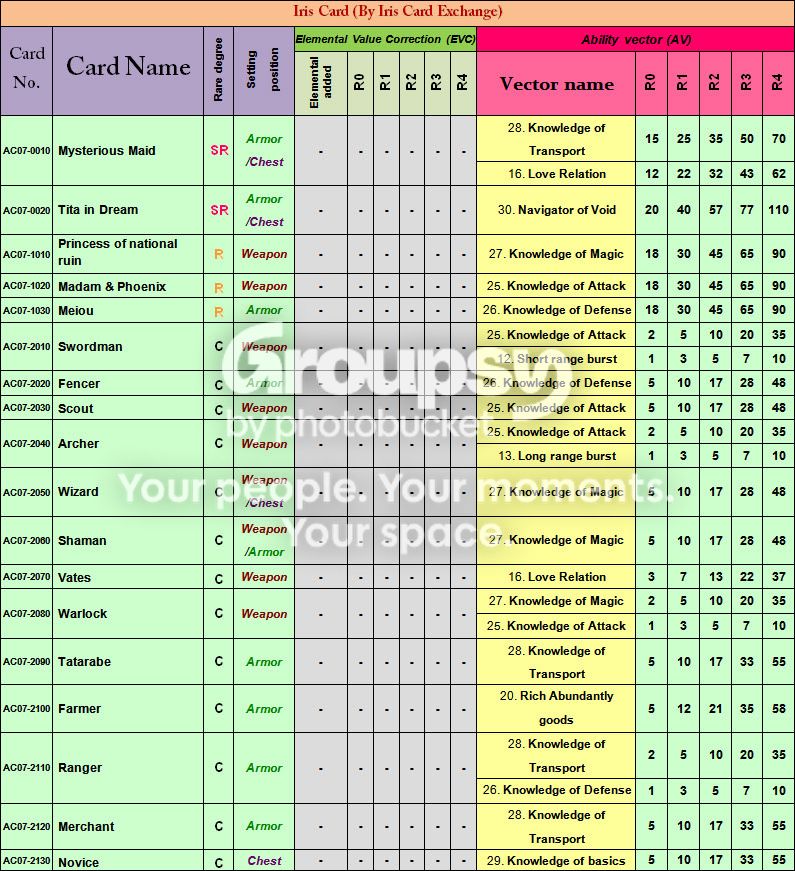 Iris Card (By Iris Card Exchange)
Card No. Card Name Rare degree Setting position Elemental Value Correction (EVC) Ability vector (AV)
Elemental added R0 R1 R2 R3 R4 Vector name R0 R1 R2 R3 R4
AC07-0010 Mysterious Maid SR Armor /Chest - - - - - - 28. Knowledge of Transport 15 25 35 50 70
16. Love Relation 12 22 32 43 62
AC07-0020 Tita in Dream SR Armor /Chest - - - - - - 30. Navigator of Void 20 40 57 77 110
AC07-1010 Princess of national ruin R Weapon - - - - - - 27. Knowledge of Magic 18 30 45 65 90
AC07-1020 Madam & Phoenix R Weapon - - - - - - 25. Knowledge of Attack 18 30 45 65 90
AC07-1030 Meiou R Armor - - - - - - 26. Knowledge of Defense 18 30 45 65 90
AC07-2010 Swordman C Weapon - - - - - - 25. Knowledge of Attack 2 5 10 20 35
12. Short range burst 1 3 5 7 10
AC07-2020 Fencer C Armor - - - - - - 26. Knowledge of Defense 5 10 17 28 48
AC07-2030 Scout C Weapon - - - - - - 25. Knowledge of Attack 5 10 17 28 48
AC07-2040 Archer C Weapon - - - - - - 25. Knowledge of Attack 2 5 10 20 35
13. Long range burst 1 3 5 7 10
AC07-2050 Wizard C Weapon /Chest - - - - - - 27. Knowledge of Magic 5 10 17 28 48
AC07-2060 Shaman C Weapon /Armor - - - - - - 27. Knowledge of Magic 5 10 17 28 48
AC07-2070 Vates C Weapon - - - - - - 16. Love Relation 3 7 13 22 37
AC07-2080 Warlock C Weapon - - - - - - 27. Knowledge of Magic 2 5 10 20 35
25. Knowledge of Attack 1 3 5 7 10
AC07-2090 Tatarabe C Armor - - - - - - 28. Knowledge of Transport 5 10 17 33 55
AC07-2100 Farmer C Armor - - - - - - 20. Rich Abundantly goods 5 12 21 35 58
AC07-2110 Ranger C Armor - - - - - - 28. Knowledge of Transport 2 5 10 20 35
26. Knowledge of Defense 1 3 5 7 10
AC07-2120 Merchant C Armor - - - - - - 28. Knowledge of Transport 5 10 17 33 55
AC07-2130 Novice C Chest - - - - - - 29. Knowledge of basics 5 10 17 33 55
Groupsy
by photobucket
Your people. Your moments.
Your space.